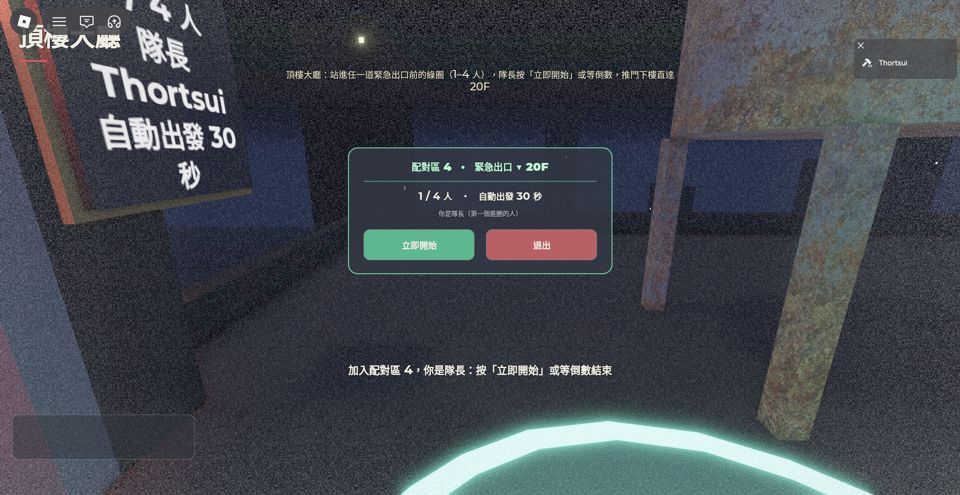 頂樓大廳
/ 4 人
隊長
Thortsui
自動出發 30
秒
頂樓大廳：站進任一道緊急出口前的綠圈（1–4 人），隊長按「立即開始」或等倒數，推門下樓直達
20F
Thortsui
配對區 4 • 緊急出口 ▼ 20F
1 / 4 人 • 自動出發 30 秒
你是隊長（第一個進圈的人）
立即開始
退出
加入配對區 4，你是隊長：按「立即開始」或等倒數結束